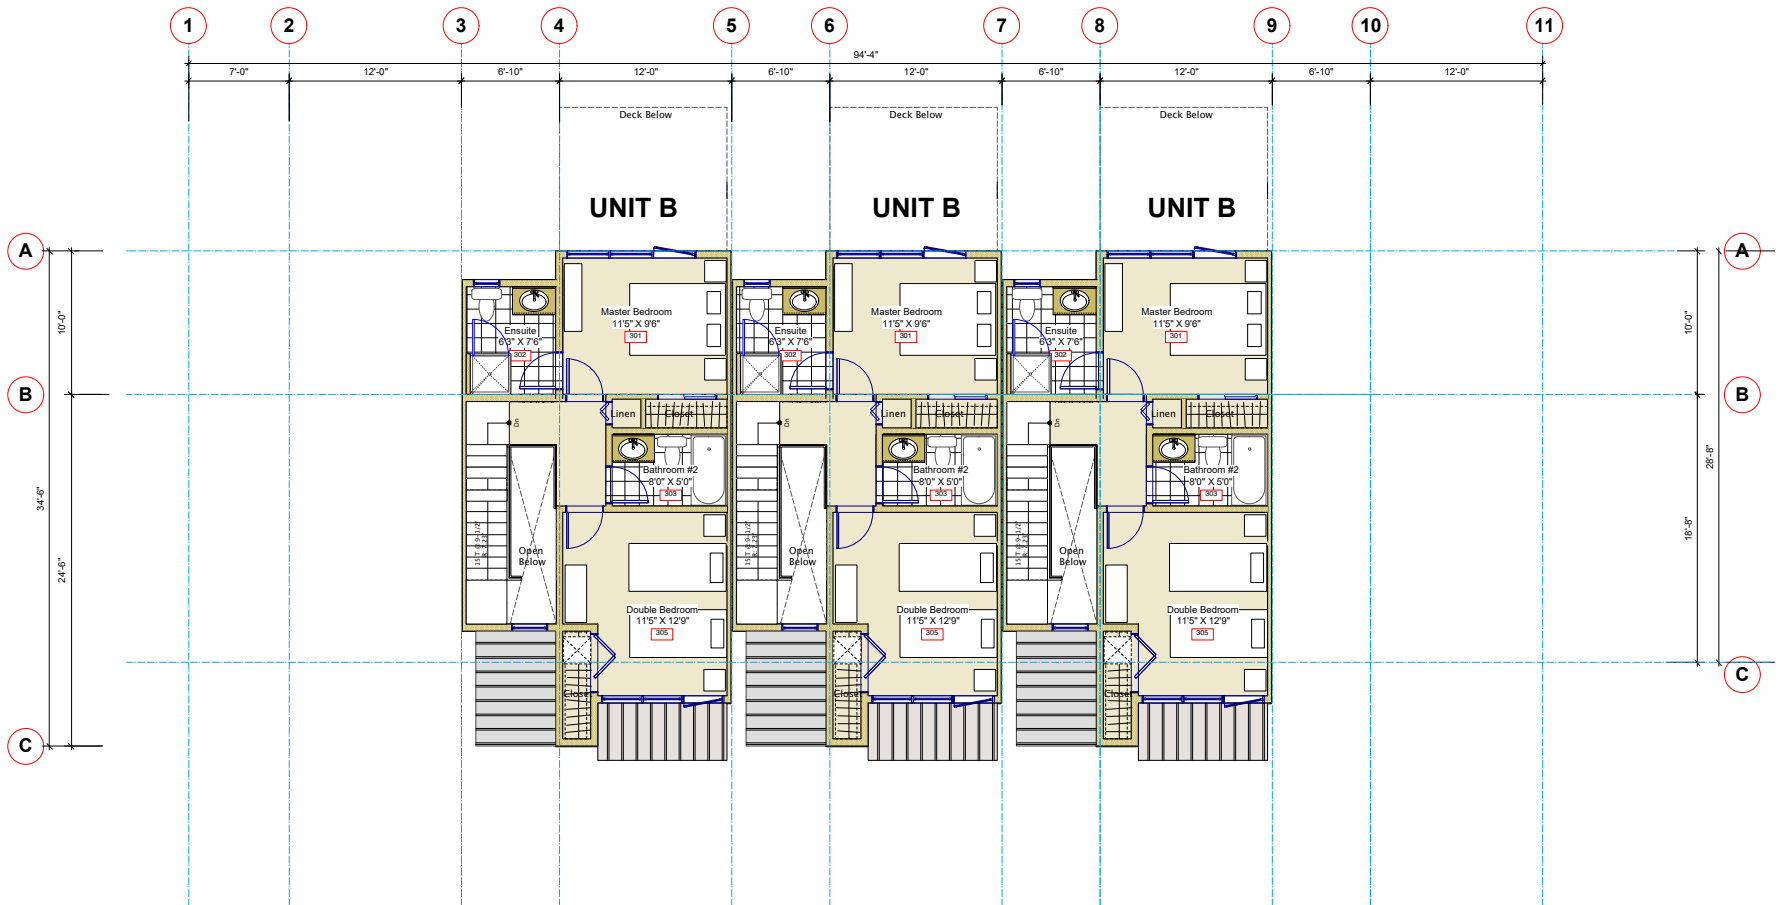 1 2 3 4 5 6 7 8 9 10 11
94'-4"
7'-0" 12'-0" 6'-10" 12'-0" 6'-10" 12'-0" 6'-10" 12'-0" 6'-10" 12'-0"
Deck Below Deck Below Deck Below
UNIT B UNIT B UNIT B
A A
10'-0" 10'-0"
Master Bedroom Master Bedroom Master Bedroom
11'5" X 9'6" 11'5" X 9'6" 11'5" X 9'6"
301 301 301
Ensuite Ensuite Ensuite
6'3" X 7'6" 6'3" X 7'6" 6'3" X 7'6"
302 302 302
B B
Linen Closet Linen Closet Linen Closet
Dn Dn Dn
28'-8"
Bathroom #2 Bathroom #2 Bathroom #2
8'0" X 5'0" 8'0" X 5'0" 8'0" X 5'0"
303 303 303
34'-6"
18'-8"
24'-6"
Open Open Open
Below Below Below
Double Bedroom Double Bedroom Double Bedroom
11'5" X 12'9" 11'5" X 12'9" 11'5" X 12'9"
305 305 305
C
Closet Closet Closet
C